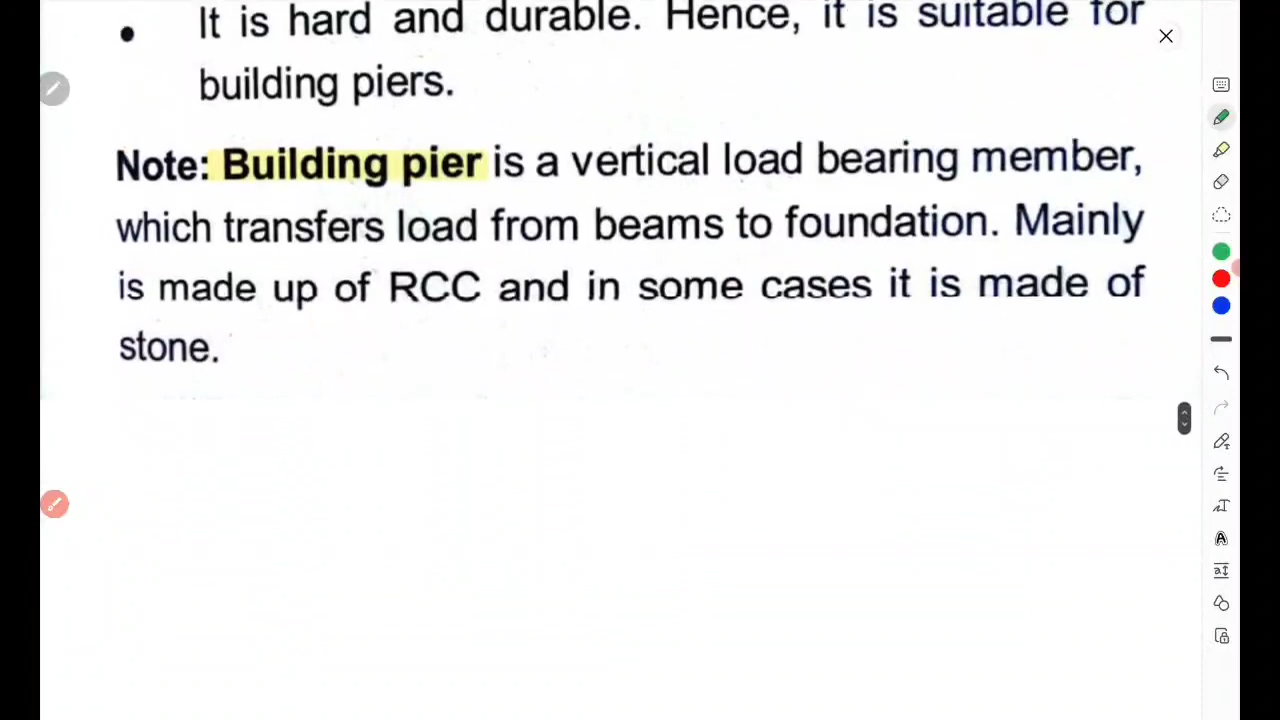 It is hard and durable. Hence, it is suitable for
building piers.
Note: Building pier is a vertical load bearing member,
which transfers load from beams to foundation. Mainly
is made up of RCC and in some cases it is made of
stone.